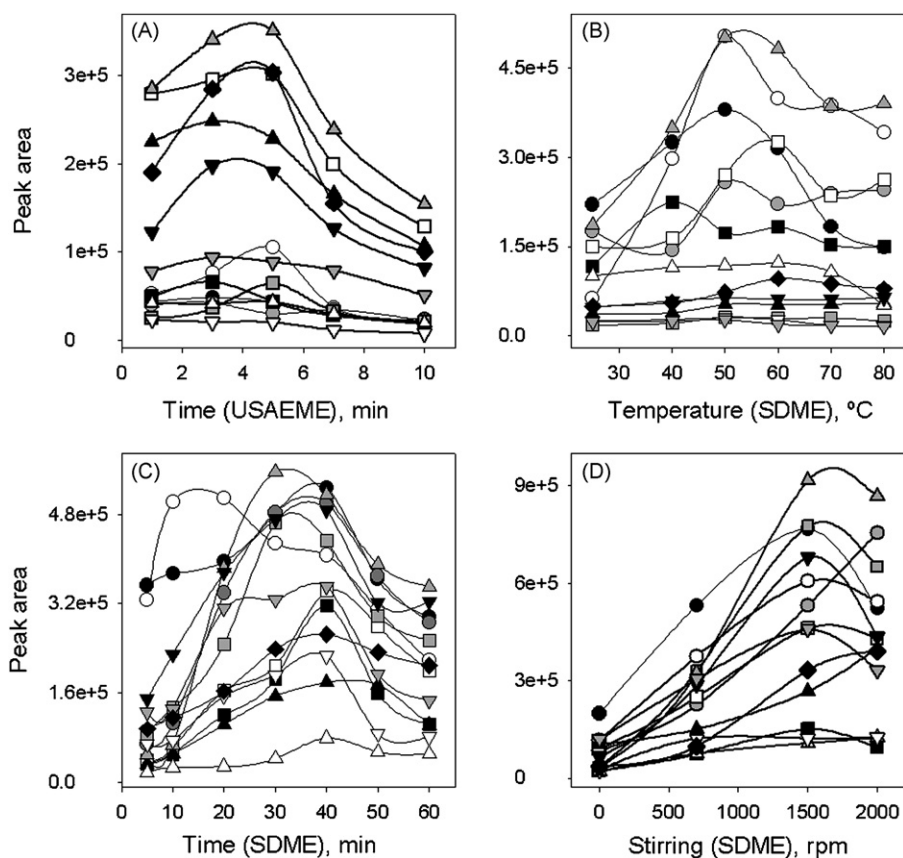 (A)
Peak area
3e+5
2e+5
1e+5
0
0 2 4 6 8 10
Time (USAEME), min
(B)
4.5e+5
3.0e+5
1.5e+5
0.0
30 40 50 60 70 80
Temperature (SDME), ºC
(C)
Peak area
4.8e+5
3.2e+5
1.6e+5
0.0
0 10 20 30 40 50 60
Time (SDME), min
(D)
9e+5
6e+5
3e+5
0
0 500 1000 1500 2000
Stirring (SDME), rpm